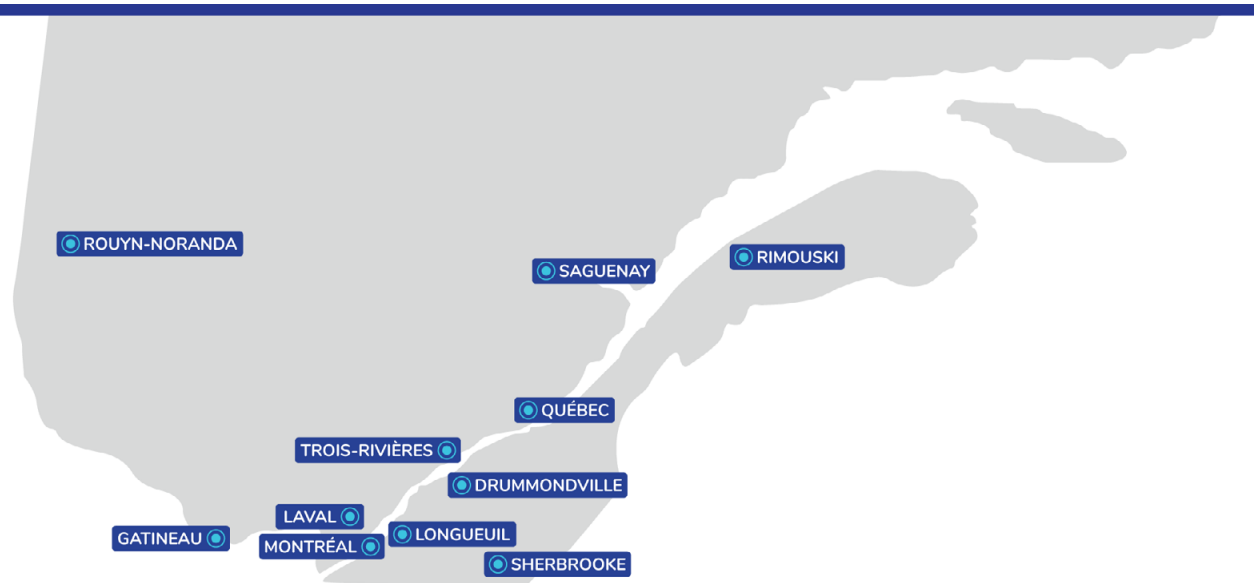 ROUYN-NORANDA
RIMOUSKI
SAGUENAY
QUÉBEC
TROIS-RIVIÈRES
DRUMMONDVILLE
LAVAL
LONGUEUIL
GATINEAU
MONTRÉAL
SHERBROOKE